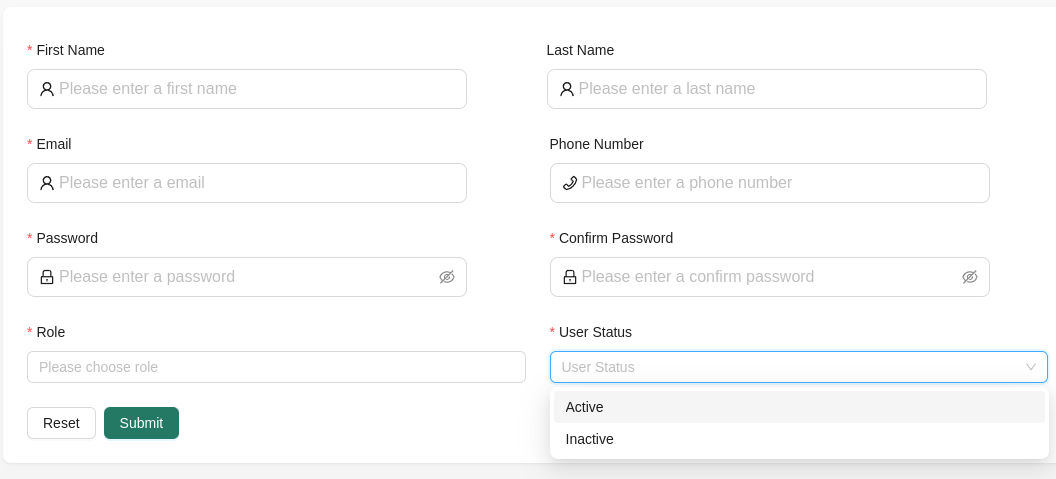 * First Name
Last Name
Please enter a first name
Please enter a last name
* Email
Phone Number
Please enter a email
Please enter a phone number
* Password
* Confirm Password
Please enter a password
Please enter a confirm password
* Role
* User Status
Please choose role
User Status
Active
Reset
Submit
Inactive